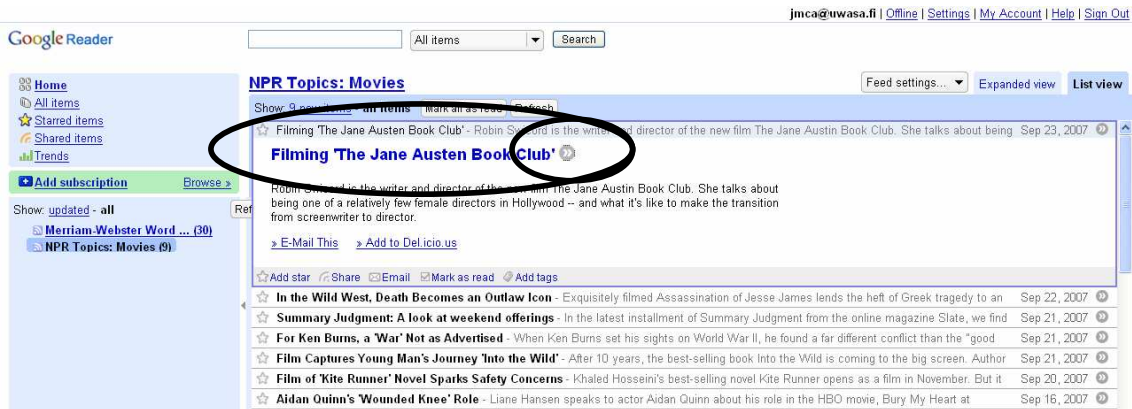 jmca@uwasa.fi | Offline | Settings | My Account | Help | Sign Out
Google Reader
All items
Search
Home
All items
Starred items
Shared items
Trends
Add subscription Browse »
Show: updated - all Ref
Merriam-Webster Word ... (30)
NPR Topics: Movies (9)
NPR Topics: Movies
Feed settings... Expanded view List view
Show: 9 new items - all items Mark all as read Refresh
Filming 'The Jane Austen Book Club' - Robin Swicord is the writer and director of the new film The Jane Austin Book Club. She talks about being Sep 23, 2007
Filming 'The Jane Austen Book Club'
Robin Swicord is the writer and director of the new film The Jane Austin Book Club. She talks about
being one of a relatively few female directors in Hollywood -- and what it's like to make the transition
from screenwriter to director.
» E-Mail This » Add to Del.icio.us
Add star Share Email Mark as read Add tags
In the Wild West, Death Becomes an Outlaw Icon - Exquisitely filmed Assassination of Jesse James lends the heft of Greek tragedy to an Sep 22, 2007
Summary Judgment: A look at weekend offerings - In the latest installment of Summary Judgment from the online magazine Slate, we find Sep 21, 2007
For Ken Burns, a 'War' Not as Advertised - When Ken Burns set his sights on World War II, he found a far different conflict than the "good Sep 21, 2007
Film Captures Young Man's Journey 'Into the Wild' - After 10 years, the best-selling book Into the Wild is coming to the big screen. Author Sep 21, 2007
Film of 'Kite Runner' Novel Sparks Safety Concerns - Khaled Hosseini's best-selling novel Kite Runner opens as a film in November. But it Sep 20, 2007
Aidan Quinn's 'Wounded Knee' Role - Liane Hansen speaks to actor Aidan Quinn about his role in the HBO movie, Bury My Heart at Sep 16, 2007